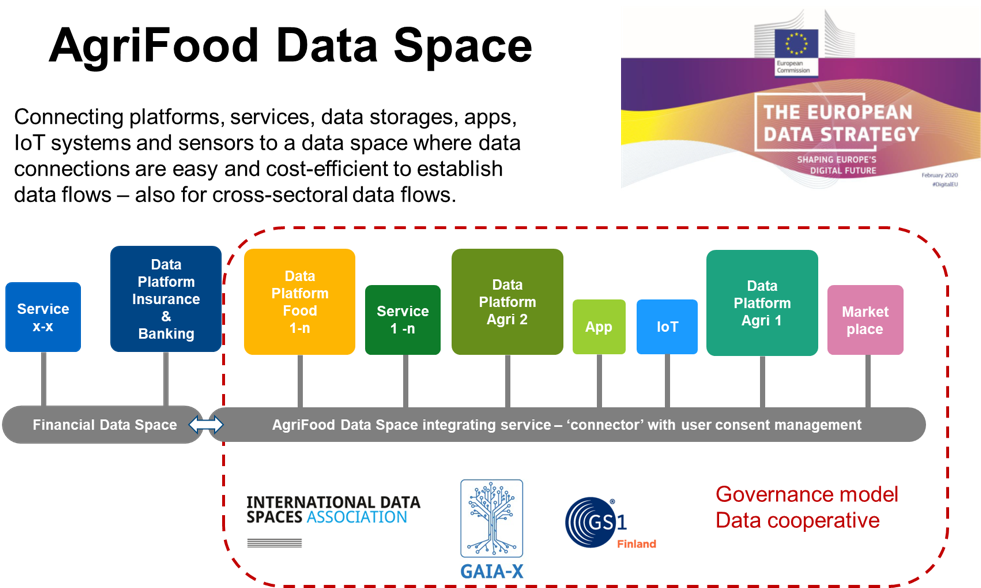 AgriFood Data Space
European
Commission
THE EUROPEAN
DATA STRATEGY
SHAPING EUROPE'S
DIGITAL FUTURE
February 2020
#DigitalEU
Connecting platforms, services, data storages, apps,
IoT systems and sensors to a data space where data
connections are easy and cost-efficient to establish
data flows – also for cross-sectoral data flows.
Service
x-x
Data
Platform
Insurance
&
Banking
Data
Platform
Food
1-n
Service
1 -n
Data
Platform
Agri 2
App
IoT
Data
Platform
Agri 1
Market
place
Financial Data Space
AgriFood Data Space integrating service – ‘connector’ with user consent management
INTERNATIONAL DATA
SPACES ASSOCIATION
GAIA-X
GS1
®
Finland
Governance model
Data cooperative